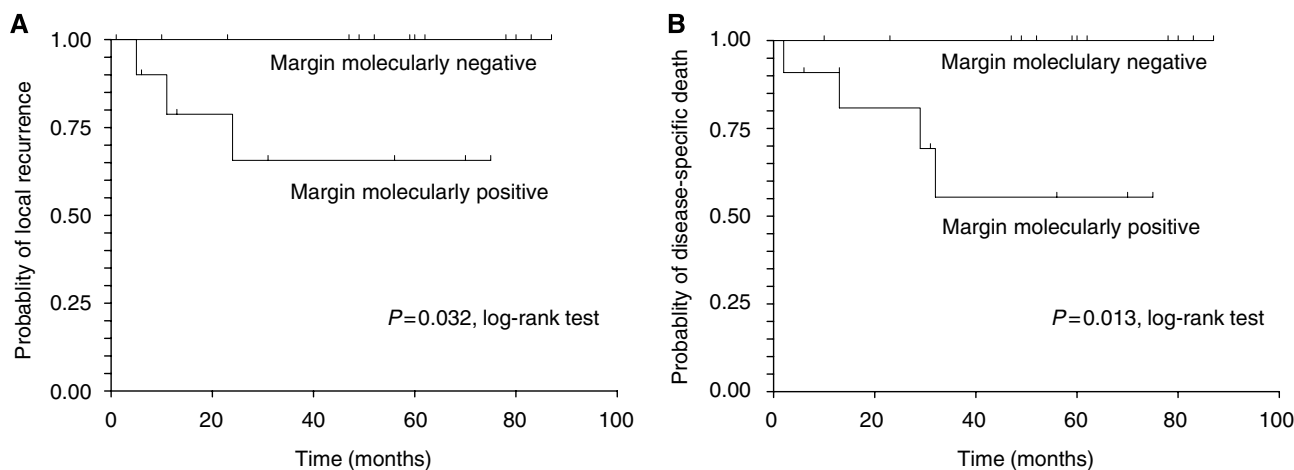 A
Probablity of local recurrence
1.00
0.75
0.50
0.25
0.00
Margin molecularly negative
Margin molecularly positive
P=0.032, log-rank test
0 20 40 60 80 100
Time (months)
B
Probablity of disease-specific death
1.00
0.75
0.50
0.25
0.00
Margin moleclulary negative
Margin molecularly positive
P=0.013, log-rank test
0 20 40 60 80 100
Time (months)